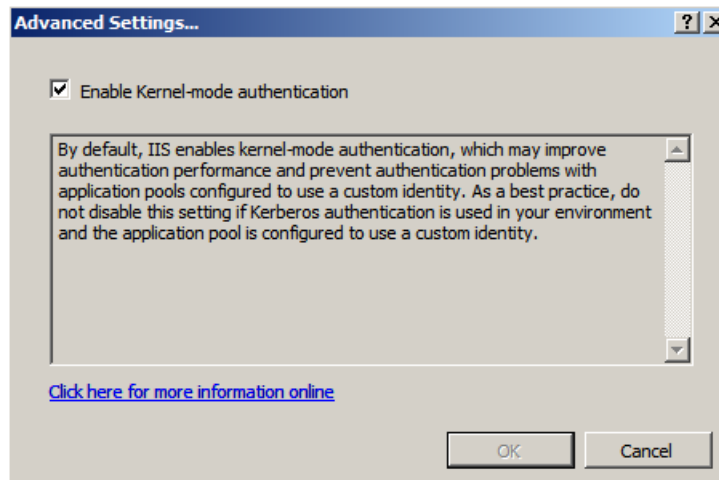 Advanced Settings...
Enable Kernel-mode authentication
By default, IIS enables kernel-mode authentication, which may improve
authentication performance and prevent authentication problems with
application pools configured to use a custom identity. As a best practice, do
not disable this setting if Kerberos authentication is used in your environment
and the application pool is configured to use a custom identity.
Click here for more information online
OK Cancel